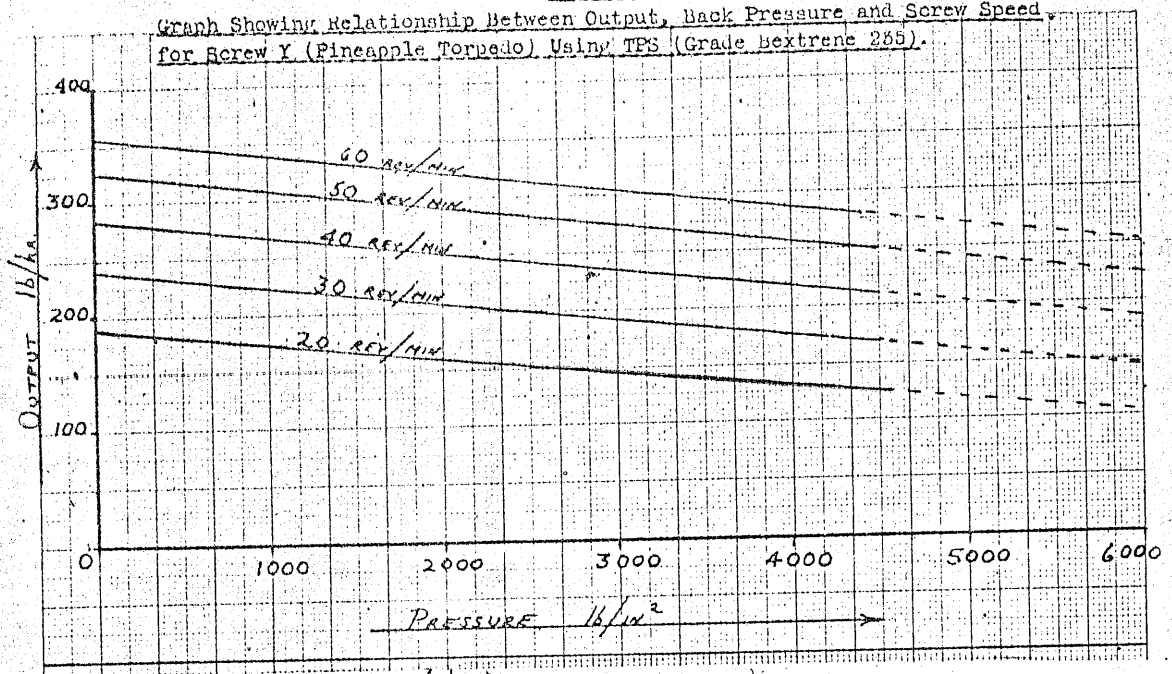 Graph Showing Relationship Between Output, Back Pressure and Screw Speed
for Screw Y (Pineapple Torpedo) Using TPS (Grade Bextrene 235).
400
60 REV/MIN
50 REV/MIN
300
40 REV/MIN
30 REV/MIN
200
20 REV/MIN
100
OUTPUT lb/hr
0
1000
2000
3000
4000
5000
6000
PRESSURE lb/IN²